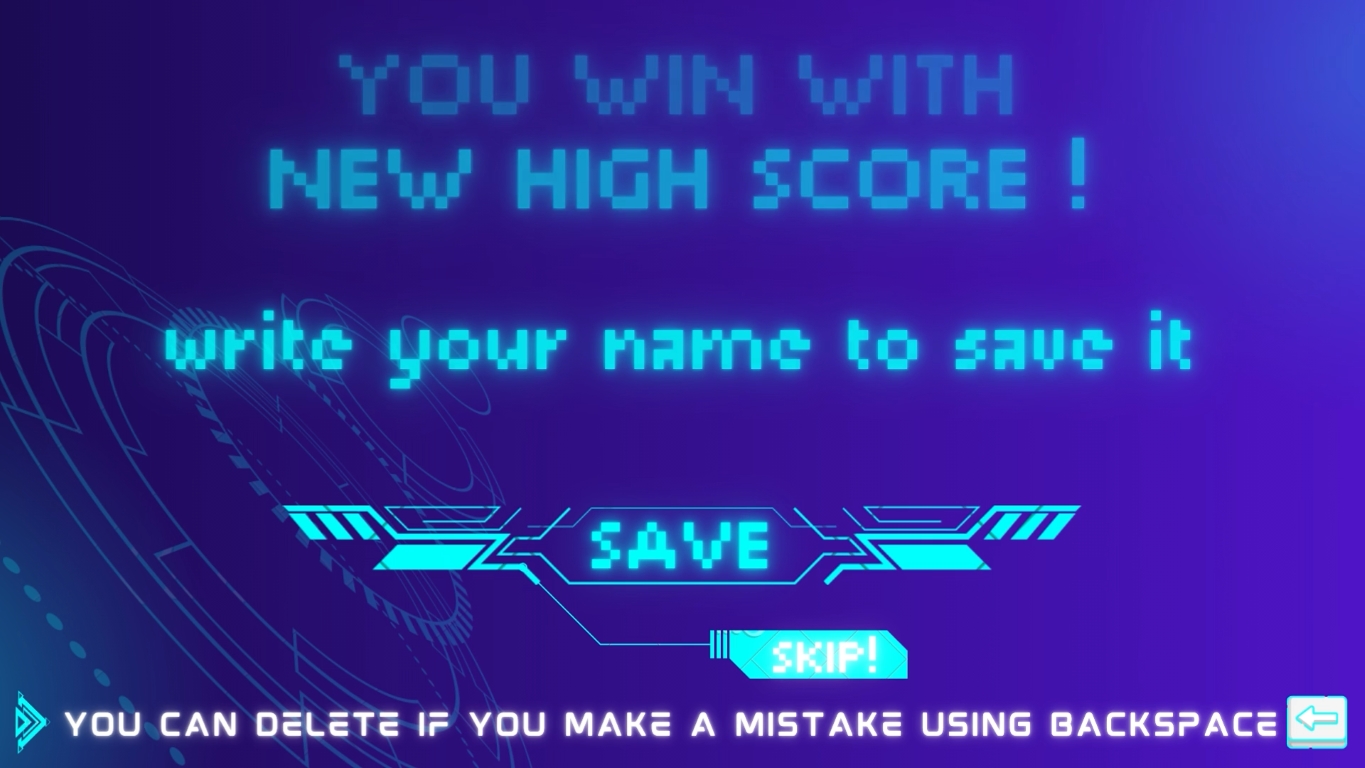 YOU WIN WITH
NEW HIGH SCORE !
write your name to save it
SAVE
SKIP!
YOU CAN DELETE IF YOU MAKE A MISTAKE USING BACKSPACE